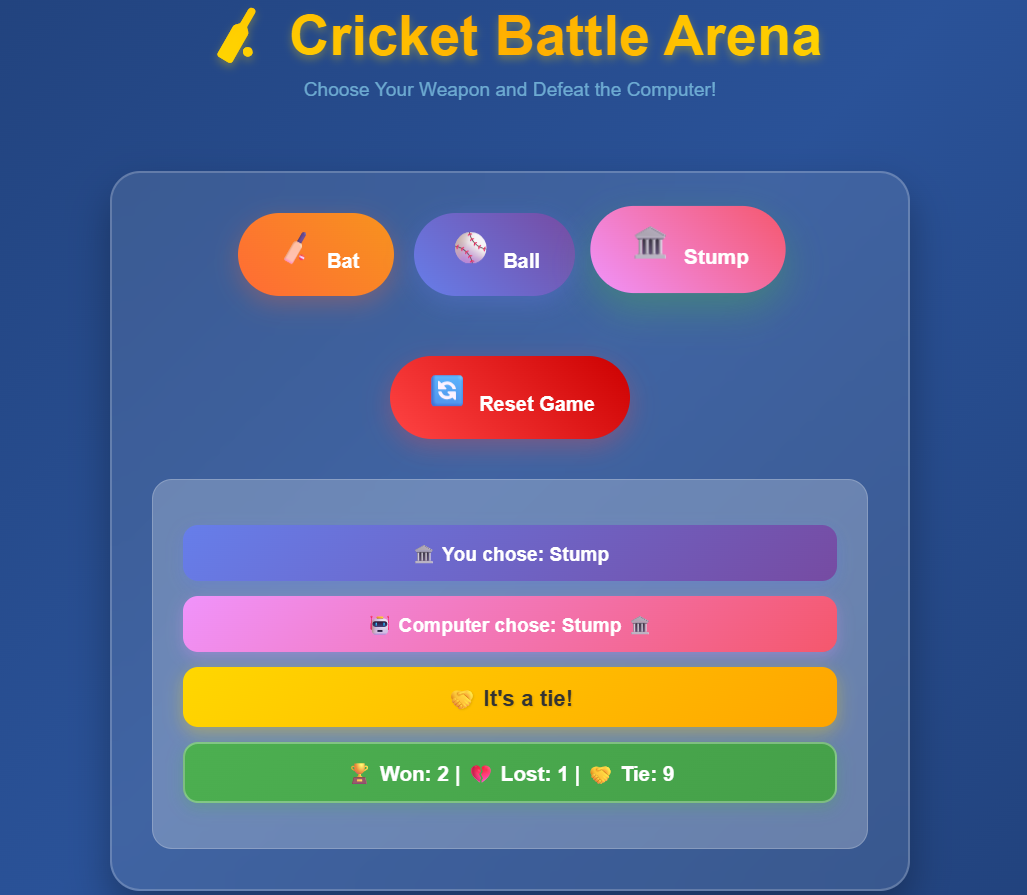 Cricket Battle Arena
Choose Your Weapon and Defeat the Computer!
Bat
Ball
Stump
Reset Game
You chose: Stump
Computer chose: Stump
It's a tie!
Won: 2 | Lost: 1 | Tie: 9